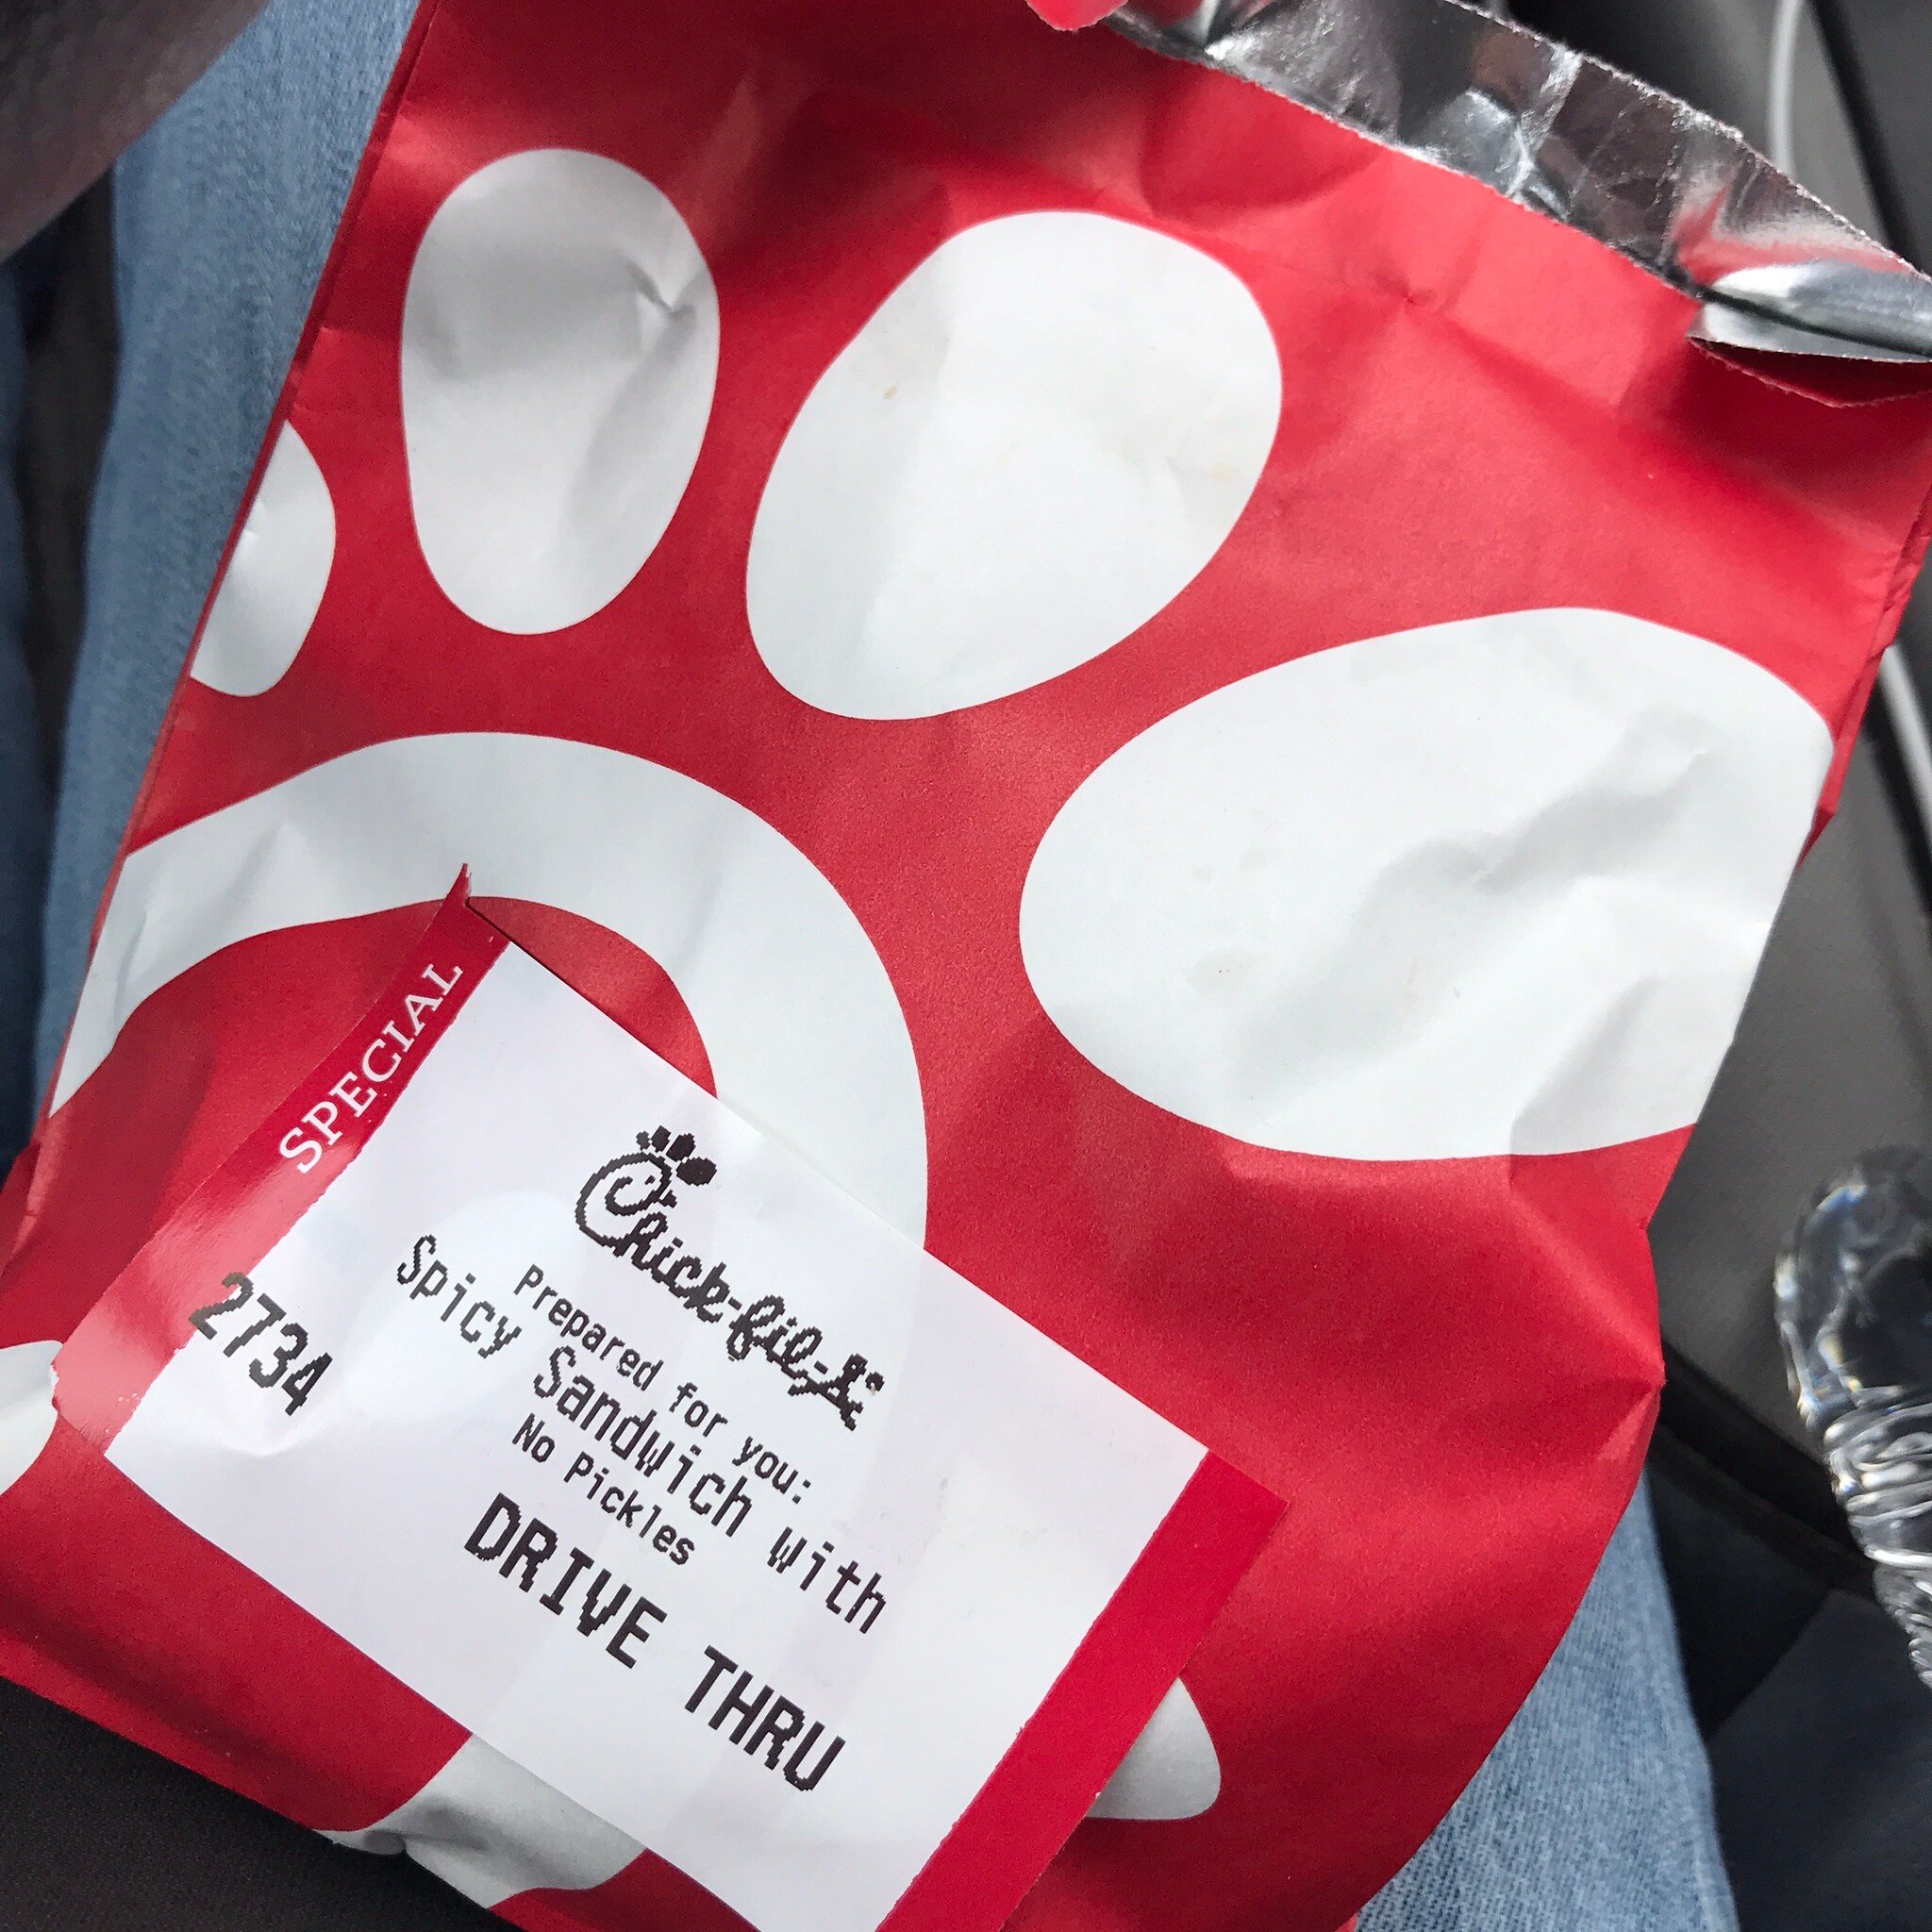 SPECIAL
Chick-fil-A
Prepared for you:
Spicy Sandwich with
No Pickles
DRIVE THRU
2734